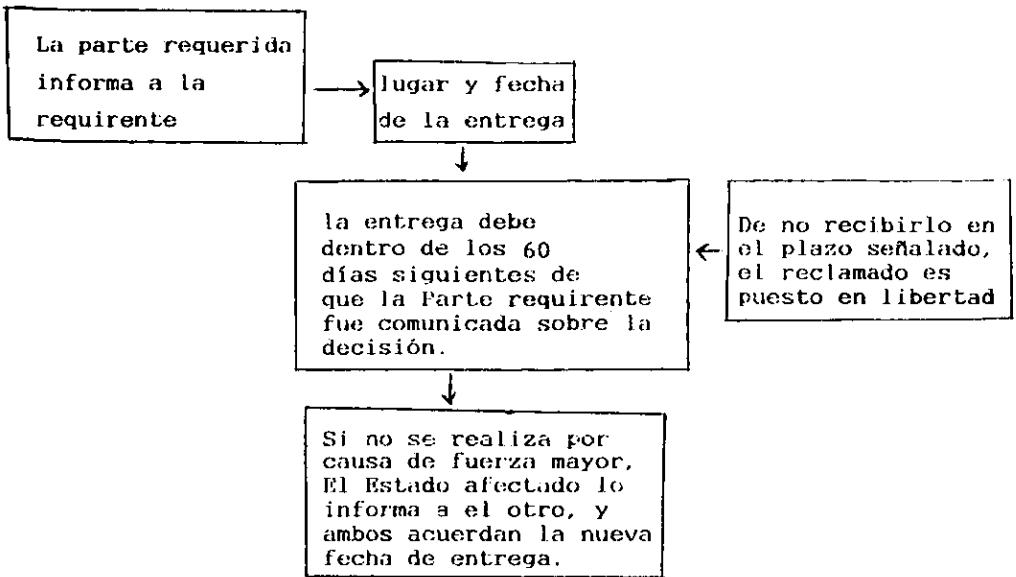 La parte requerida
informa a la
requirente
lugar y fecha
de la entrega
la entrega debe
dentro de los 60
días siguientes de
que la Parte requirente
fue comunicada sobre la
decisión.
De no recibirlo en
el plazo señalado,
el reclamado es
puesto en libertad
Si no se realiza por
causa de fuerza mayor,
El Estado afectado lo
informa a el otro, y
ambos acuerdan la nueva
fecha de entrega.